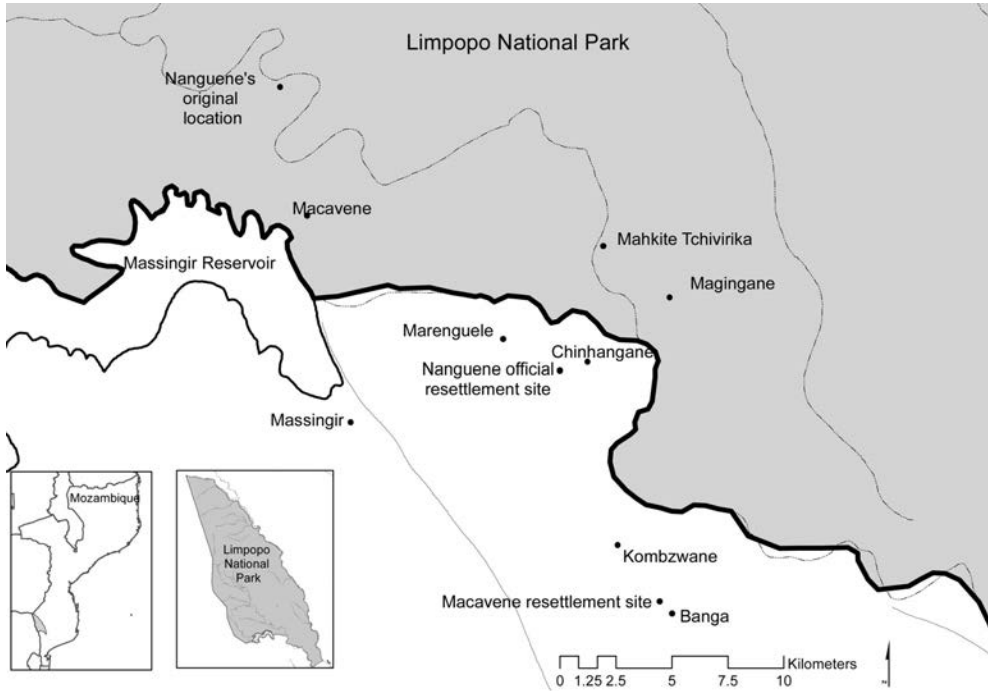 Limpopo National Park
Nanguene's
original
location
Macavene
Mahkite Tchivirika
Massingir Reservoir
Magingane
Marenguele
Chinhangane
Nanguene official
resettlement site
Massingir
Mozambique
Limpopo
National
Park
Kombzwane
Macavene resettlement site
Banga
Kilometers
0 1.25 2.5 5 7.5 10
N